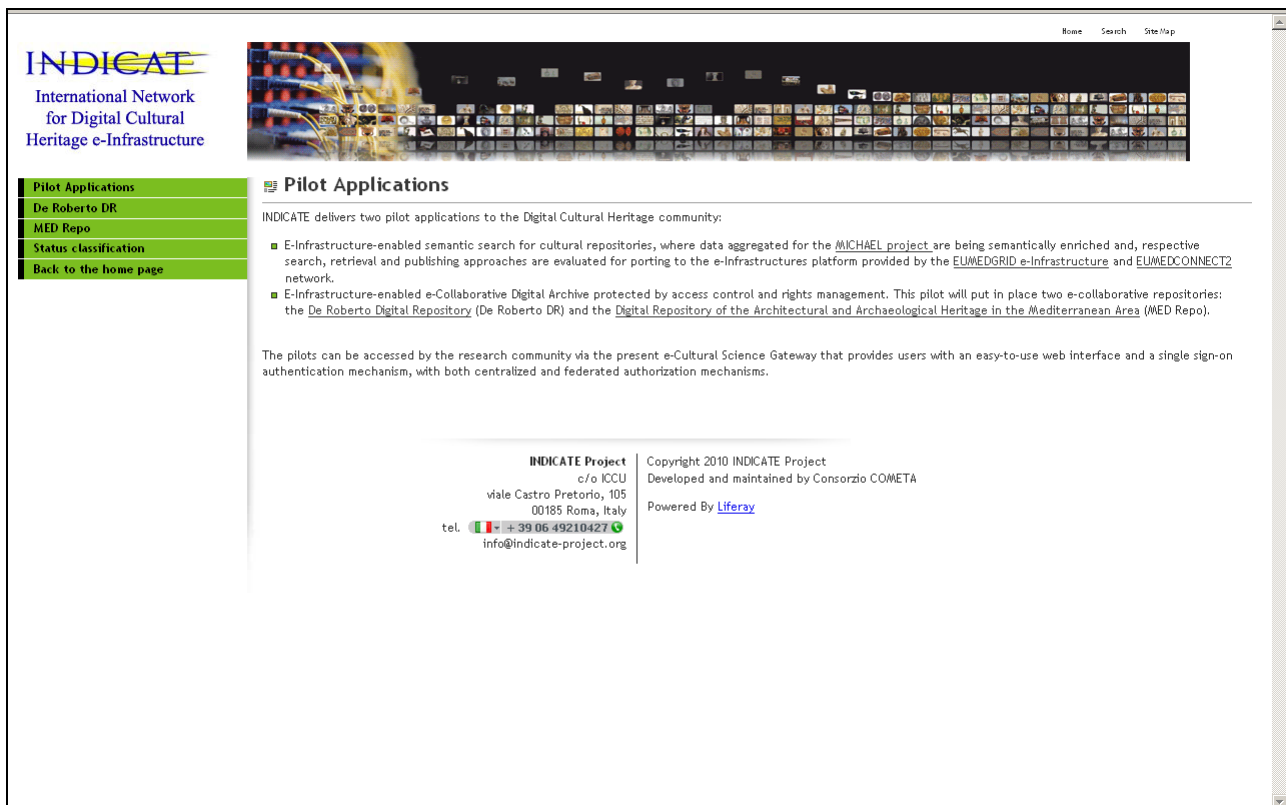 Home Search Site Map
INDICATE
International Network
for Digital Cultural
Heritage e-Infrastructure
Pilot Applications
De Roberto DR
MED Repo
Status classification
Back to the home page
Pilot Applications
INDICATE delivers two pilot applications to the Digital Cultural Heritage community:
E-Infrastructure-enabled semantic search for cultural repositories, where data aggregated for the MICHAEL project are being semantically enriched and, respective
search, retrieval and publishing approaches are evaluated for porting to the e-Infrastructures platform provided by the EUMEDGRID e-Infrastructure and EUMEDCONNECT2
network.
E-Infrastructure-enabled e-Collaborative Digital Archive protected by access control and rights management. This pilot will put in place two e-collaborative repositories:
the De Roberto Digital Repository (De Roberto DR) and the Digital Repository of the Architectural and Archaeological Heritage in the Mediterranean Area (MED Repo).
The pilots can be accessed by the research community via the present e-Cultural Science Gateway that provides users with an easy-to-use web interface and a single sign-on
authentication mechanism, with both centralized and federated authorization mechanisms.
INDICATE Project
c/o ICCU
viale Castro Pretorio, 105
00185 Roma, Italy
tel. + 39 06 49210427
info@indicate-project.org
Copyright 2010 INDICATE Project
Developed and maintained by Consorzio COMETA
Powered By Liferay